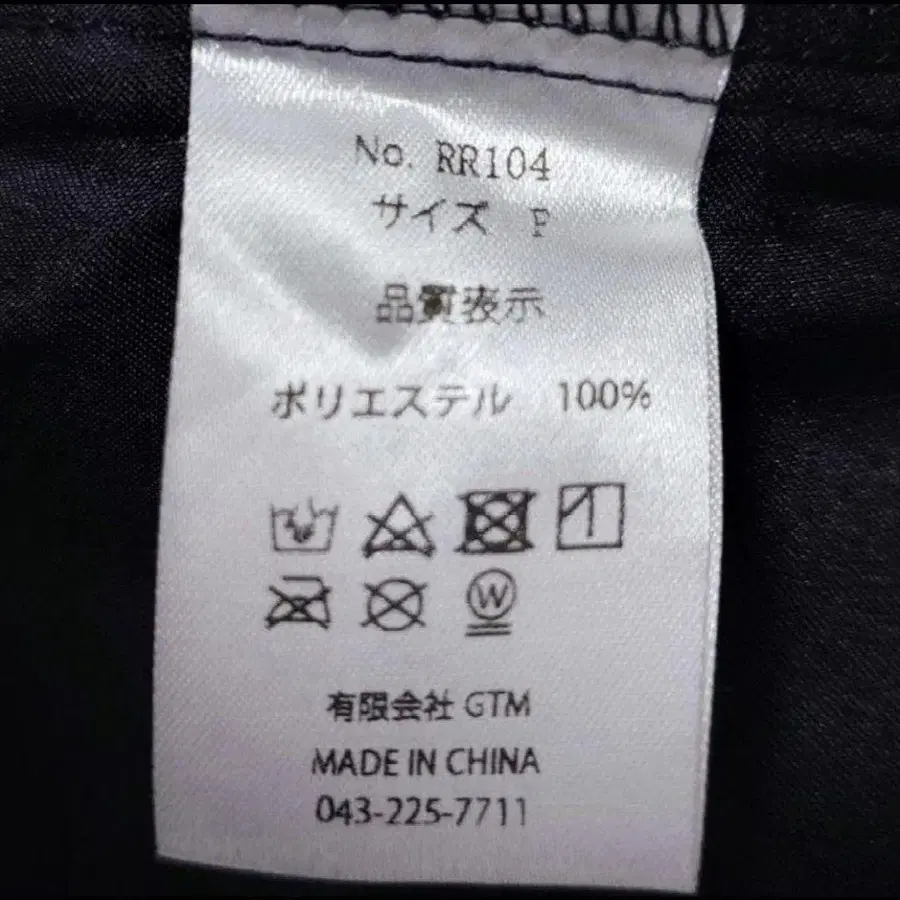 No. RR104
サイズ F
品質表示
ポリエステル 100%
W
有限会社 GTM
MADE IN CHINA
043-225-7711